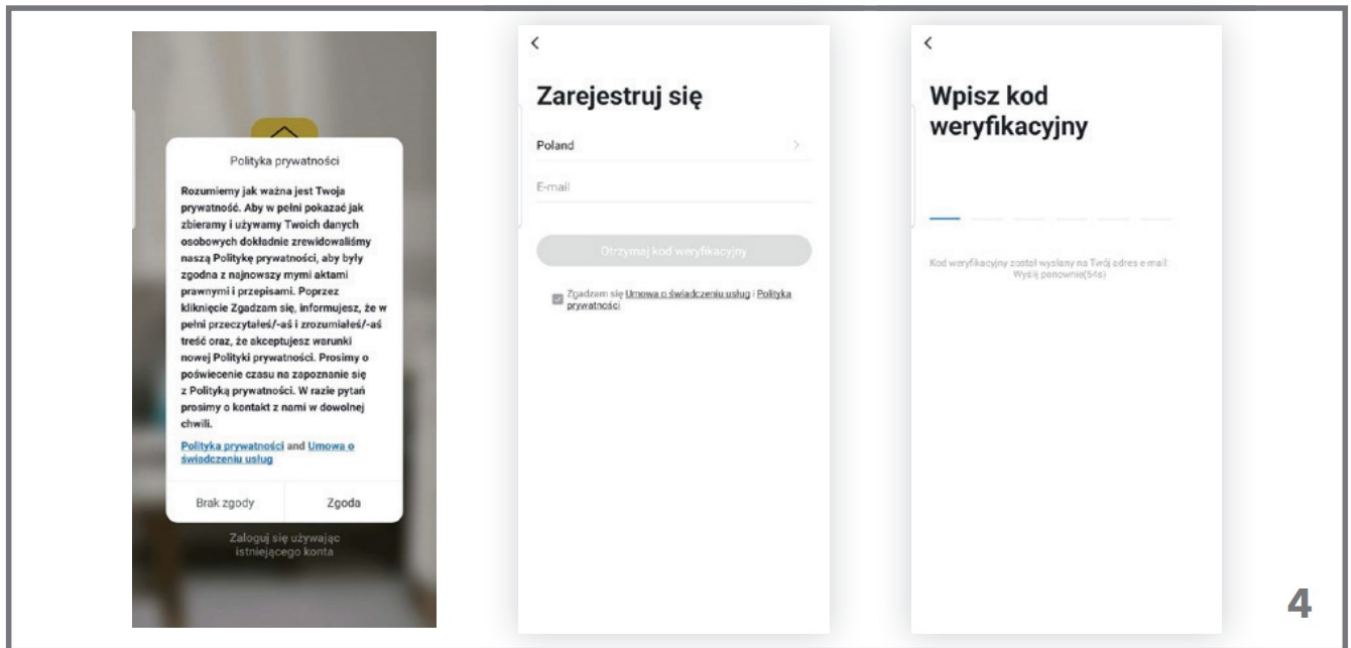 Polityka prywatności
Rozumiemy jak ważna jest Twoja
prywatność. Aby w pełni pokazać jak
zbieramy i używamy Twoich danych
osobowych dokładnie zrewidowaliśmy
naszą Politykę prywatności, aby były
zgodna z najnowszy mymi aktami
prawnymi i przepisami. Poprzez
kliknięcie Zgadzam się, informujesz, że w
pełni przeczytałeś/-aś i zrozumiałeś/-aś
treść oraz, że akceptujesz warunki
nowej Polityki prywatności. Prosimy o
poświecenie czasu na zapoznanie się
z Polityką prywatności. W razie pytań
prosimy o kontakt z nami w dowolnej
chwili.
Polityka prywatności and Umowa o
świadczeniu usług
Brak zgody Zgoda
Zaloguj się używając
istniejącego konta
Zarejestruj się
Poland
E-mail
Otrzymaj kod weryfikacyjny
Zgadzam się Umowa o świadczeniu usług i Polityka
prywatności
Wpisz kod
weryfikacyjny
Kod weryfikacyjny został wysłany na Twój adres e-mail:
Wyślij ponownie(54s)
4